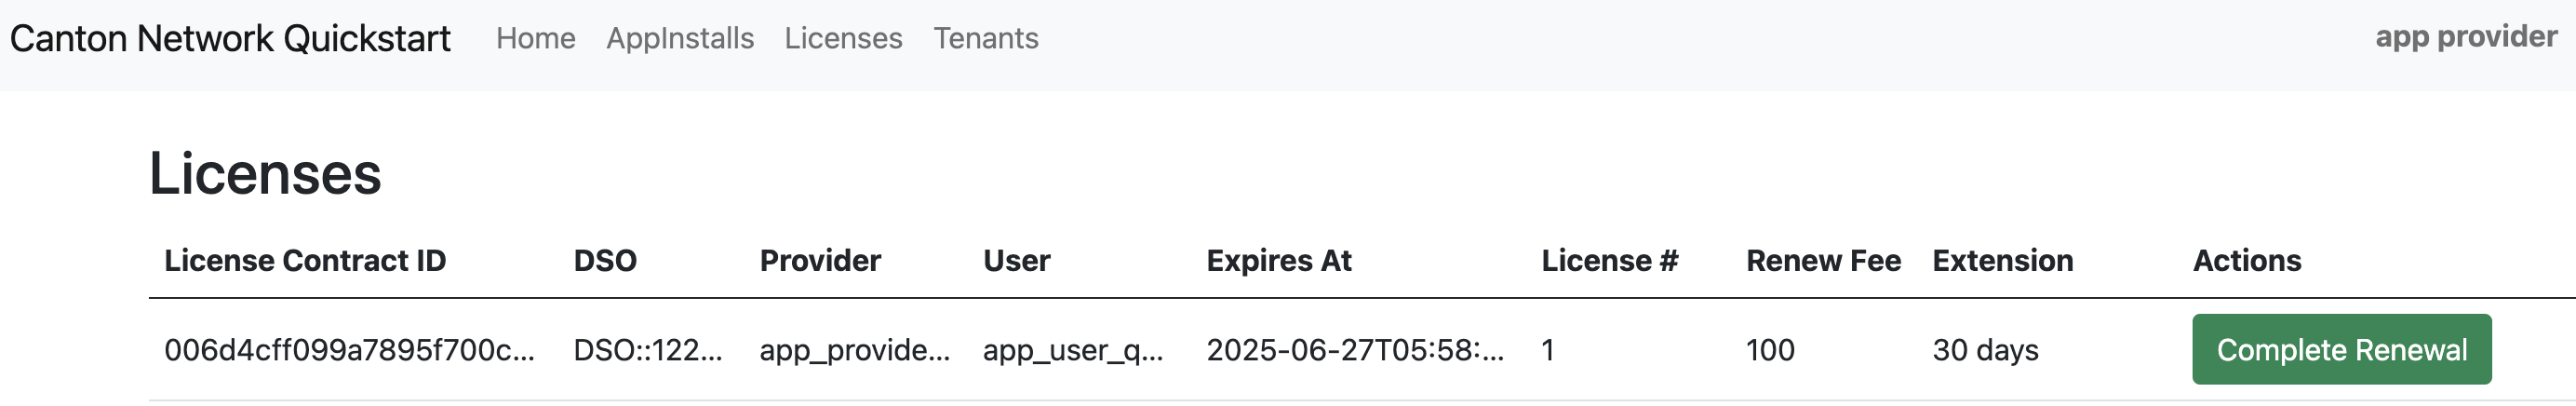 Canton Network Quickstart Home AppInstalls Licenses Tenants app provider
Licenses
License Contract ID DSO Provider User Expires At License # Renew Fee Extension Actions
006d4cff099a7895f700c... DSO::122... app_provide... app_user_q... 2025-06-27T05:58:... 1 100 30 days Complete Renewal